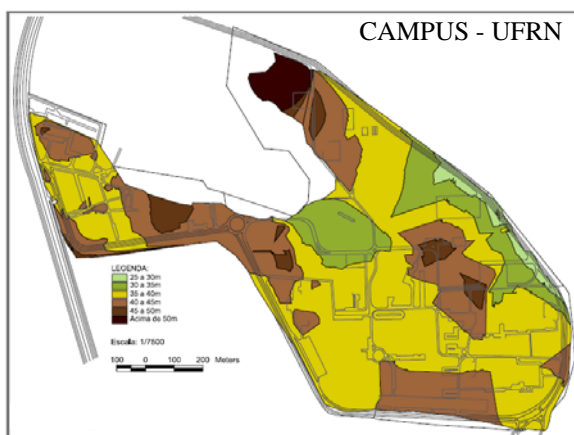 CAMPUS - UFRN
LEGENDA:
25 a 30m
30 a 35m
35 a 40m
40 a 45m
45 a 50m
Acima de 50m
Escala: 1/7500
100 0 100 200 Meters